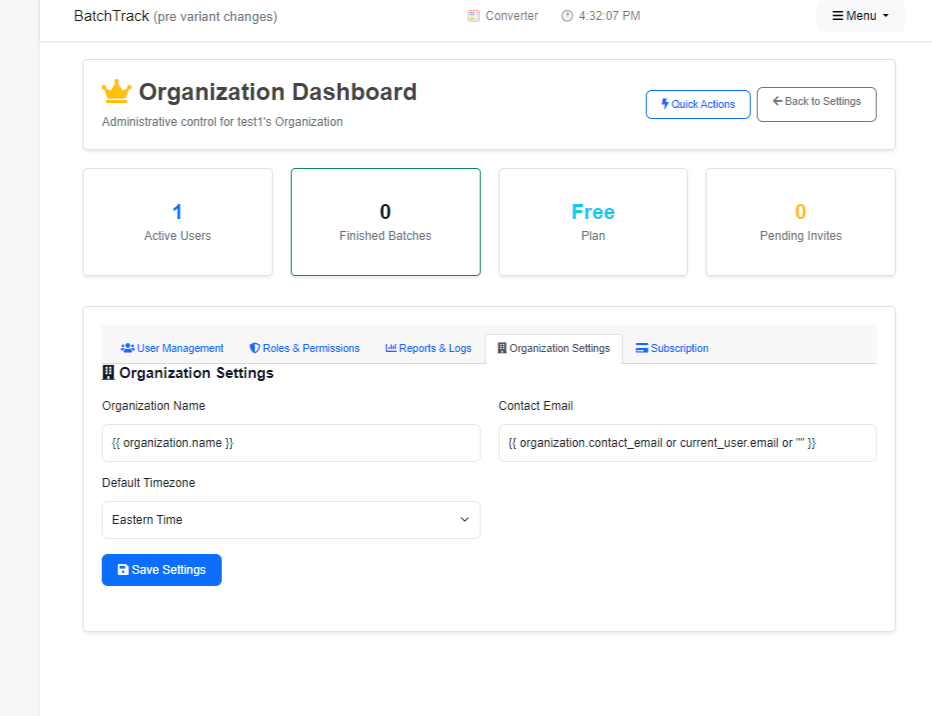 BatchTrack (pre variant changes)
Converter
4:32:07 PM
Menu
Organization Dashboard
Administrative control for test1's Organization
Quick Actions
Back to Settings
1
Active Users
0
Finished Batches
Free
Plan
0
Pending Invites
User Management
Roles & Permissions
Reports & Logs
Organization Settings
Subscription
Organization Settings
Organization Name
Contact Email
{{ organization.name }}
{{ organization.contact_email or current_user.email or "" }}
Default Timezone
Eastern Time
Save Settings